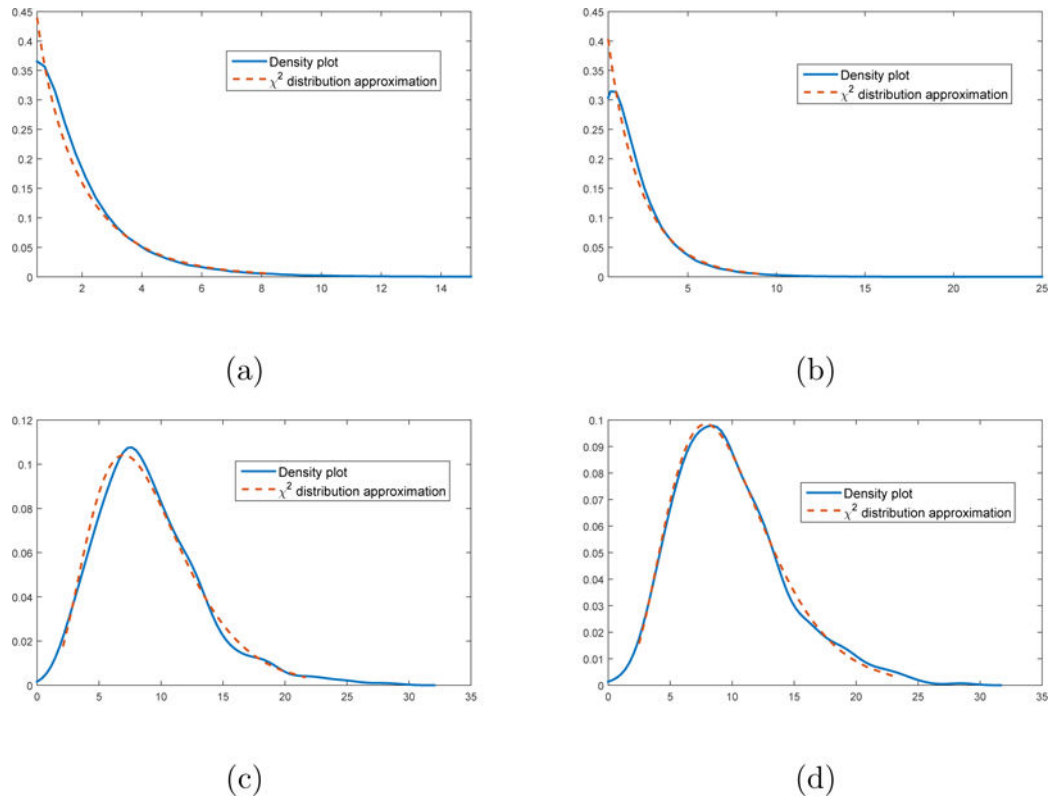 0.45
0.4
0.35
0.3
0.25
0.2
0.15
0.1
0.05
0
2 4 6 8 10 12 14
Density plot
χ² distribution approximation
(a)
0.45
0.4
0.35
0.3
0.25
0.2
0.15
0.1
0.05
0
5 10 15 20 25
Density plot
χ² distribution approximation
(b)
0.12
0.1
0.08
0.06
0.04
0.02
0
0 5 10 15 20 25 30 35
Density plot
χ² distribution approximation
(c)
0.1
0.09
0.08
0.07
0.06
0.05
0.04
0.03
0.02
0.01
0
0 5 10 15 20 25 30 35
Density plot
χ² distribution approximation
(d)